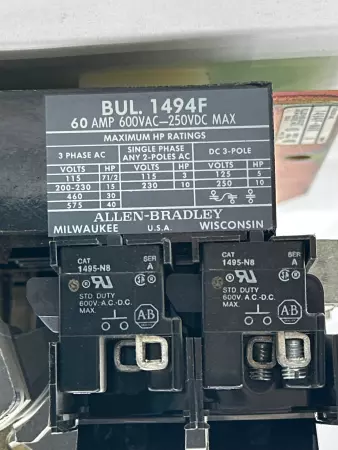 BUL. 1494F
60 AMP 600VAC—250VDC MAX
MAXIMUM HP RATINGS
3 PHASE AC
SINGLE PHASE
ANY 2-POLES AC
DC 3-POLE
VOLTS HP VOLTS HP VOLTS HP
115 7 1/2 115 3 125 5
200-230 15 230 10 250 10
460 30
575 40
ALLEN-BRADLEY
MILWAUKEE U.S.A. WISCONSIN
CAT SER
1495-N8 A
STD DUTY
600V A.C.-D.C.
MAX.
AB
CAT SER
1495-N8 A
STD DUTY
600V. A.C.-D.C.
MAX.
AB